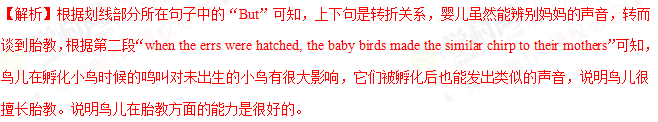 【解析】根据划线部分所在句子中的“But”可知，上下句是转折关系，婴儿虽然能辨别妈妈的声音，转而
谈到胎教，根据第二段“when the errs were hatched, the baby birds made the similar chirp to their mothers”可知，
鸟儿在孵化小鸟时候的鸣叫对未出生的小鸟有很大影响，它们被孵化后也能发出类似的声音，说明鸟儿很
擅长胎教。说明鸟儿在胎教方面的能力是很好的。